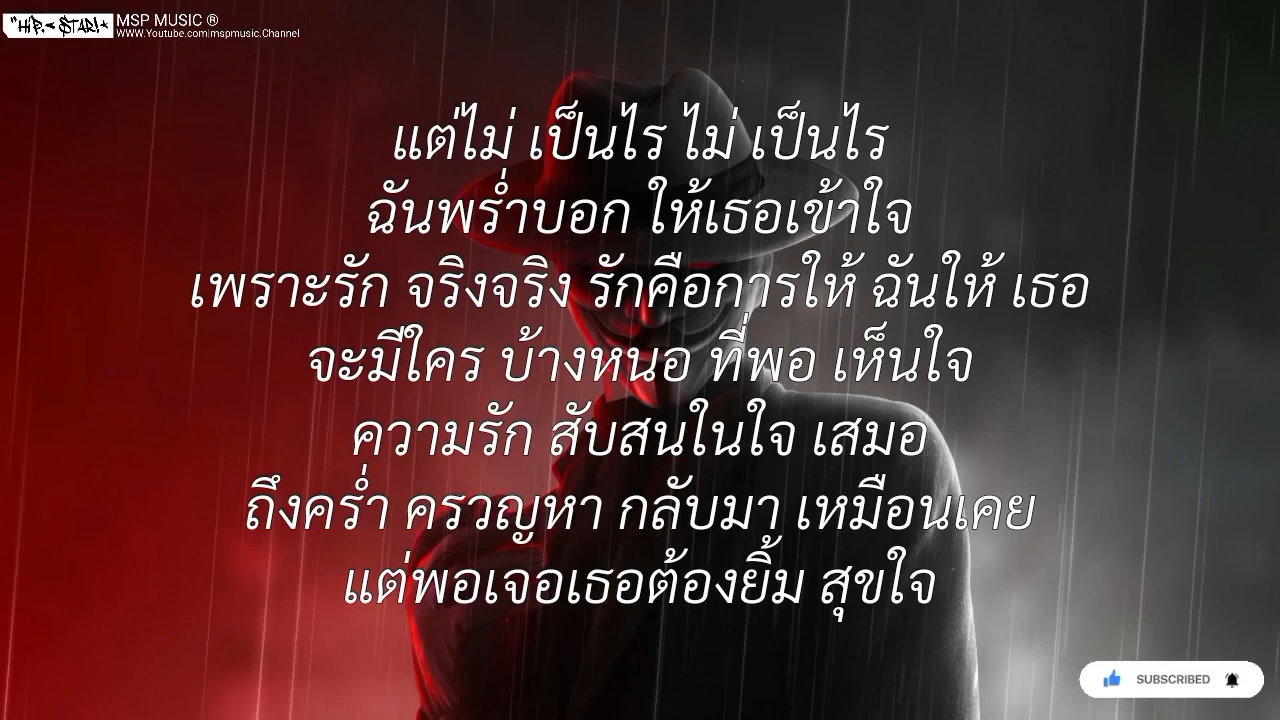 "HIP.< STAR!*
MSP MUSIC ®
WWW.Youtube.com|mspmusic.Channel
แต่ไม่ เป็นไร ไม่ เป็นไร
ฉันพร่ำบอก ให้เธอเข้าใจ
เพราะรัก จริงจริง รักคือการให้ ฉันให้ เธอ
จะมีใคร บ้างหนอ ที่พอ เห็นใจ
ความรัก สับสนในใจ เสมอ
ถึงคร่ำ ครวญหา กลับมา เหมือนเคย
แต่พอเจอเธอต้องยิ้ม สุขใจ
SUBSCRIBED